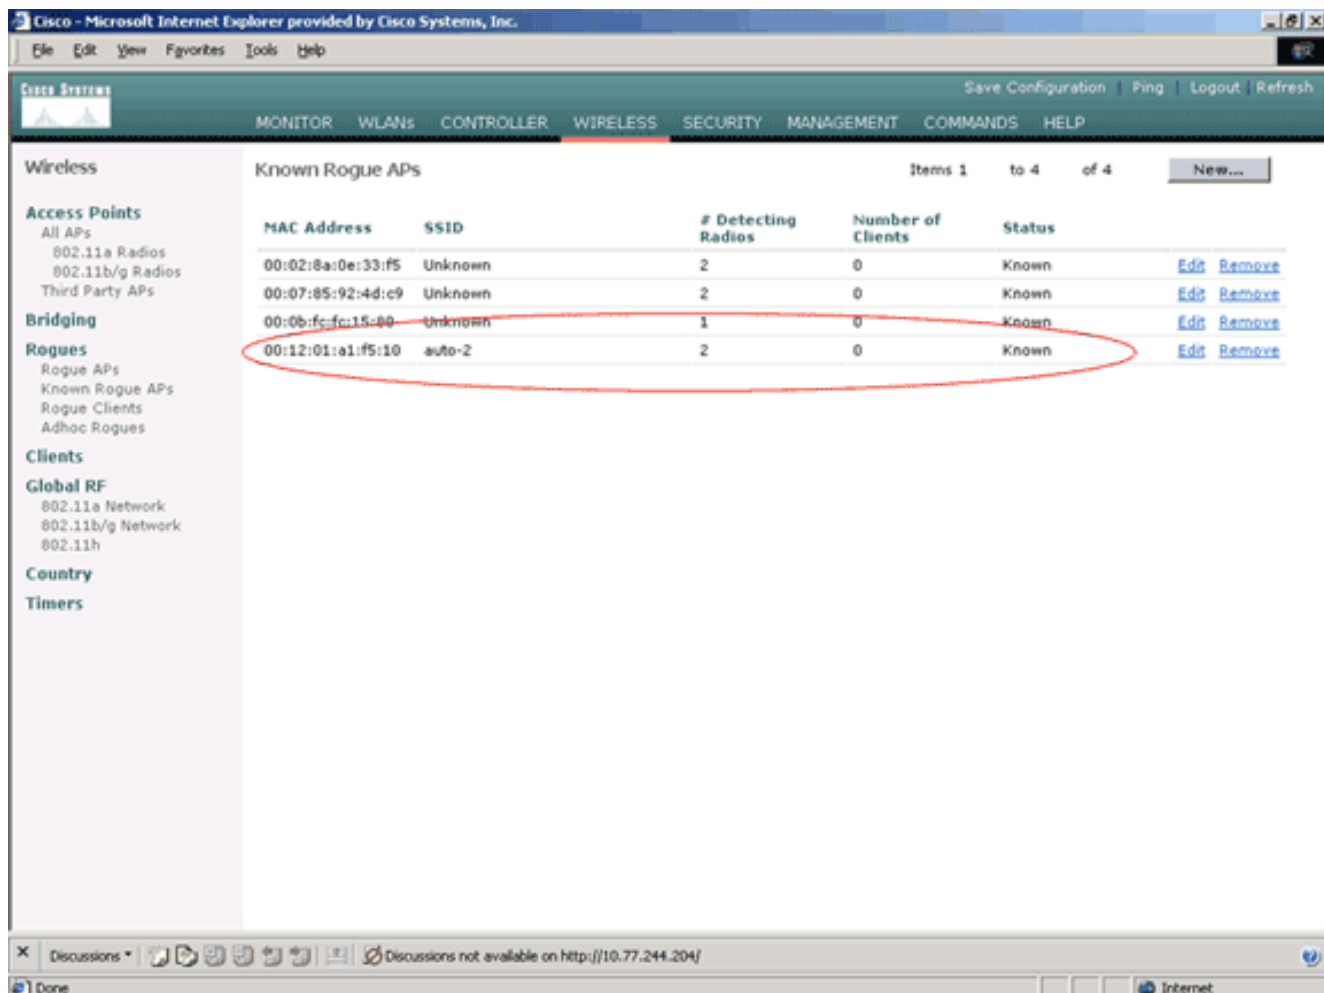 Cisco - Microsoft Internet Explorer provided by Cisco Systems, Inc.
File Edit View Favorites Tools Help
CISCO SYSTEMS
Save Configuration | Ping | Logout | Refresh
MONITOR WLANs CONTROLLER WIRELESS SECURITY MANAGEMENT COMMANDS HELP
Wireless
Access Points
All APs
802.11a Radios
802.11b/g Radios
Third Party APs
Bridging
Rogues
Rogue APs
Known Rogue APs
Rogue Clients
Adhoc Rogues
Clients
Global RF
802.11a Network
802.11b/g Network
802.11h
Country
Timers
Known Rogue APs Items 1 to 4 of 4 New...
MAC Address SSID # Detecting Radios Number of Clients Status
00:02:8a:0e:33:f5 Unknown 2 0 Known Edit Remove
00:07:85:92:4d:c9 Unknown 2 0 Known Edit Remove
00:0b:fc:fc:15:00 Unknown 1 0 Known Edit Remove
00:12:01:a1:f5:10 auto-2 2 0 Known Edit Remove
Discussions Discussions not available on http://10.77.244.204/
Done Internet